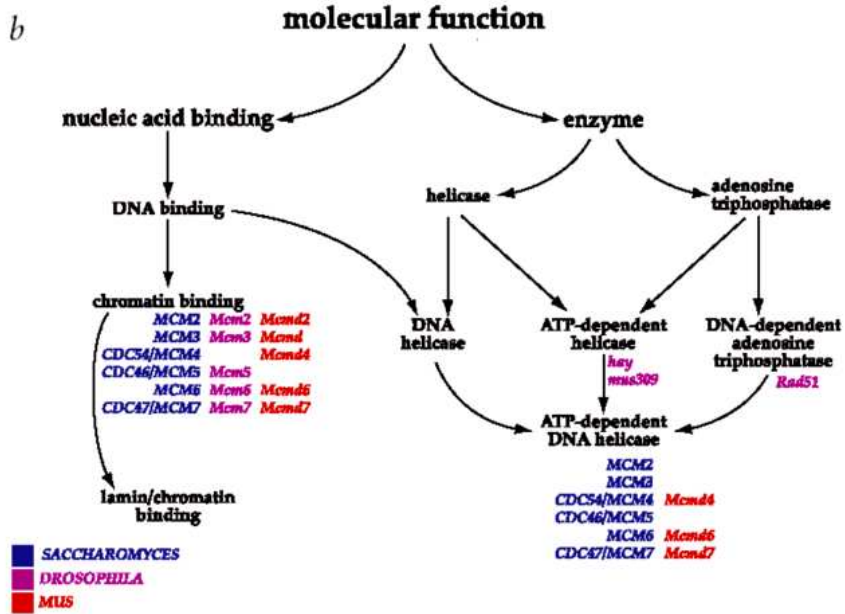 b
molecular function
nucleic acid binding
enzyme
DNA binding
helicase
adenosine
triphosphatase
chromatin binding
MCM2 Mcm2 Mcmd2
MCM3 Mcm3 Mcmd
CDC54/MCM4 Mcmd4
CDC46/MCM5 Mcm5
MCM6 Mcm6 Mcmd6
CDC47/MCM7 Mcm7 Mcmd7
DNA
helicase
ATP-dependent
helicase
hay
mus309
DNA-dependent
adenosine
triphosphatase
Rad51
ATP-dependent
DNA helicase
MCM2
MCM3
CDC54/MCM4 Mcmd4
CDC46/MCM5
MCM6 Mcmd6
CDC47/MCM7 Mcmd7
lamin/chromatin
binding
SACCHAROMYCES
DROSOPHILA
MUS